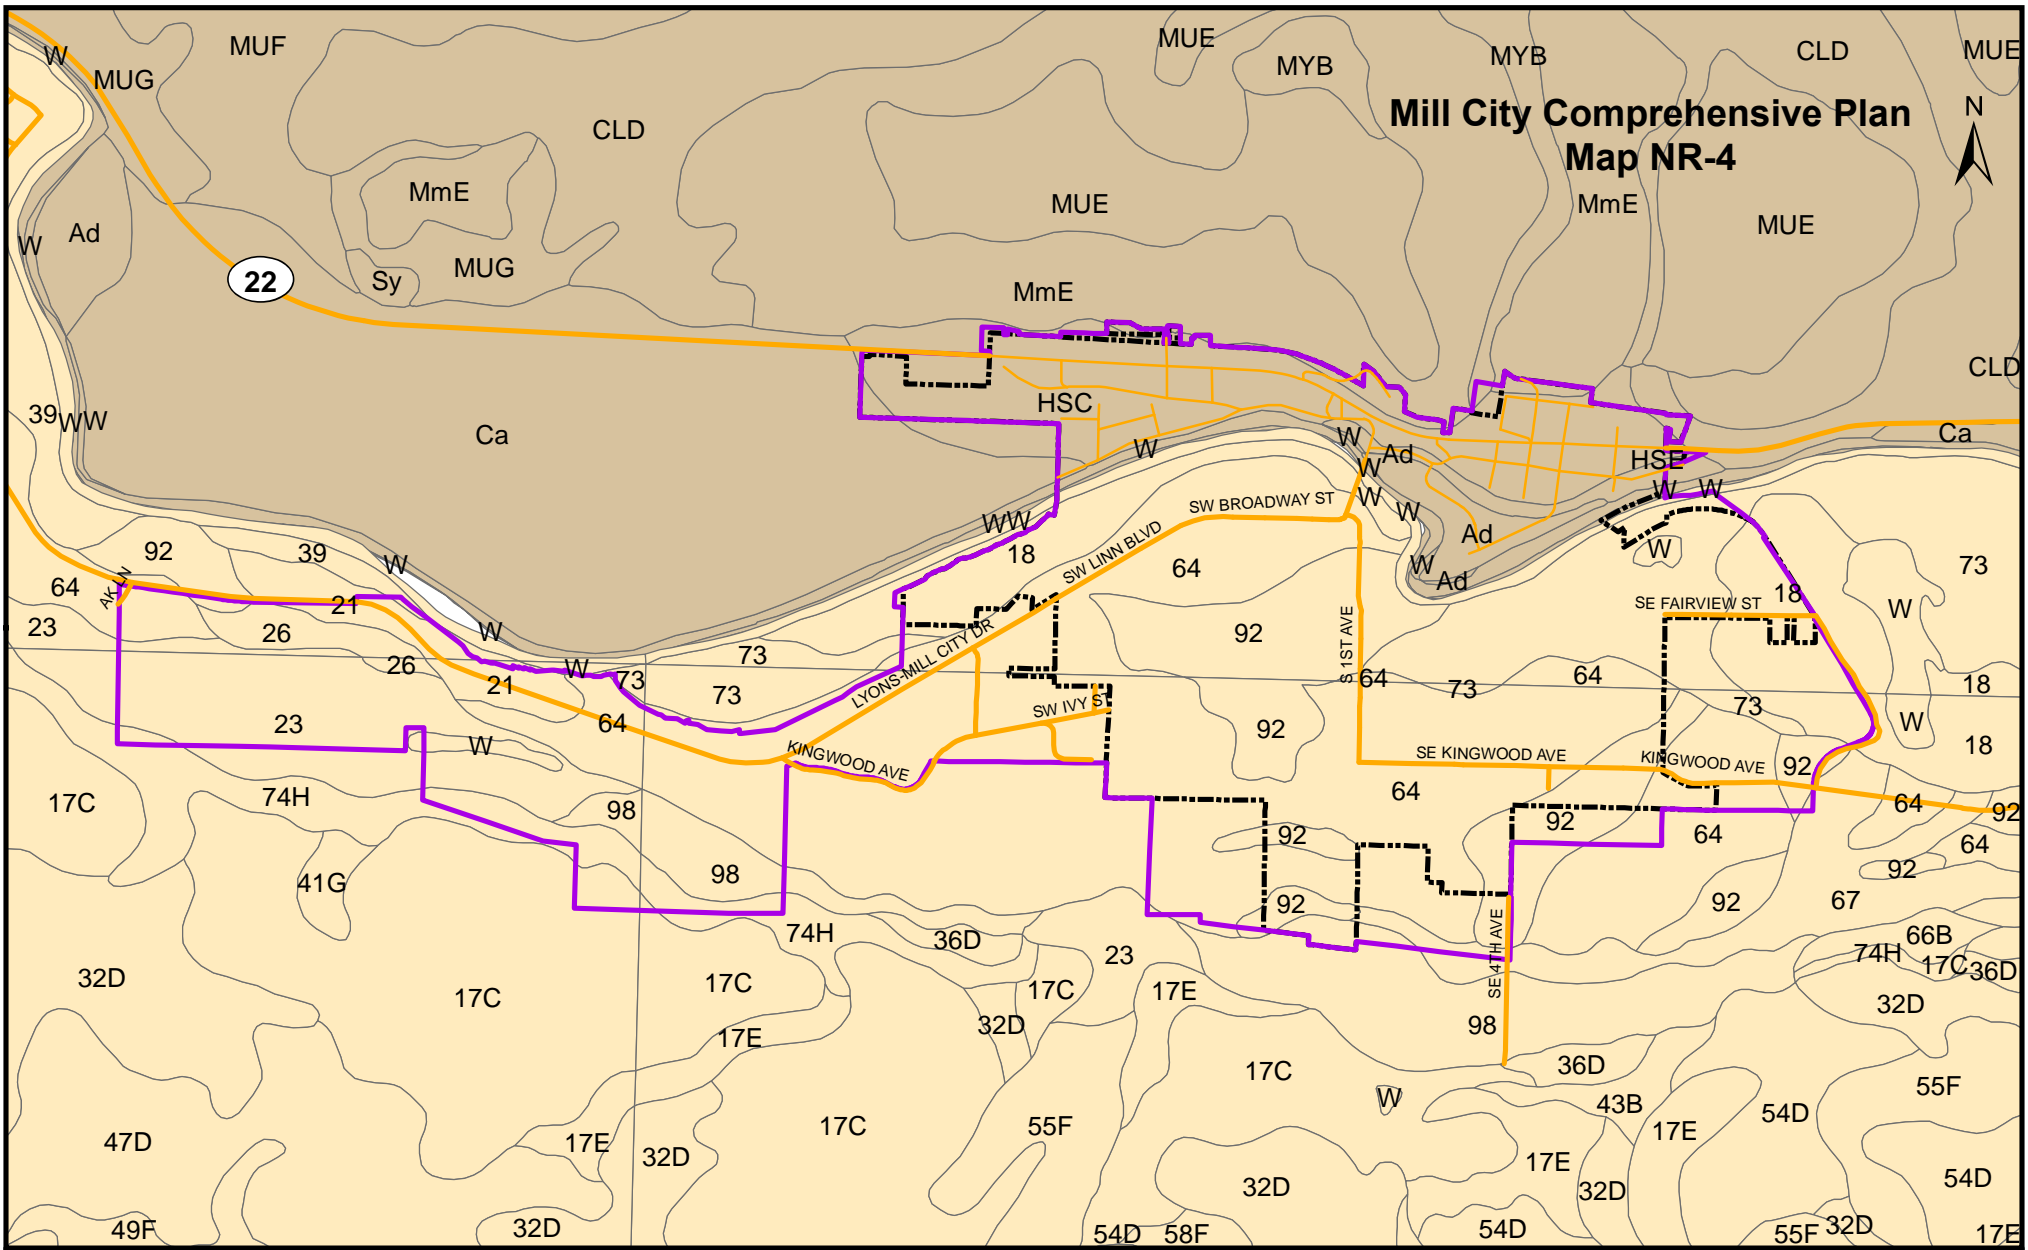 MUE
MUF
W
MUG
MYB
MYB
CLD
MUE
Mill City Comprehensive Plan
Map NR-4
N
CLD
MmE
MUE
MmE
MUE
Ad
W
22
Sy
MUG
MmE
CLD
39
WW
Ca
HSC
W
W
W
Ad
HSE
Ca
W
W
W
W
SW BROADWAY ST
WW
18
SW LINN BLVD
64
Ad
W
W
Ad
92
39
W
64
AK LN
21
73
18
W
SE FAIRVIEW ST
23
26
W
92
S 1ST AVE
26
W
73
73
73
LYONS-MILL CITY DR
21
64
73
64
18
23
64
SW IVY ST
92
73
W
W
KINGWOOD AVE
SE KINGWOOD AVE
KINGWOOD AVE
92
18
17C
74H
98
64
64
92
92
92
64
64
41G
98
92
92
92
67
74H
36D
23
SE 4TH AVE
66B
74H
17C
36D
32D
17C
17C
17C
17E
32D
32D
17E
98
17C
36D
55F
W
43B
54D
47D
17E
32D
17C
55F
17E
17E
32D
32D
54D
49F
32D
54D
58F
54D
55F
32D
17E